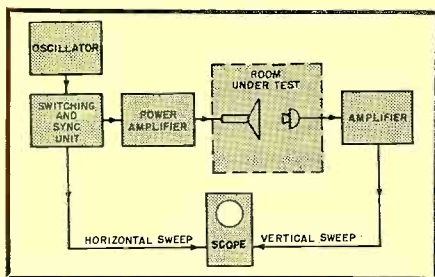 OSCILLATOR
ROOM
UNDER TEST
SWITCHING
AND
SYNC
UNIT
POWER
AMPLIFIER
AMPLIFIER
HORIZONTAL SWEEP
SCOPE
VERTICAL SWEEP